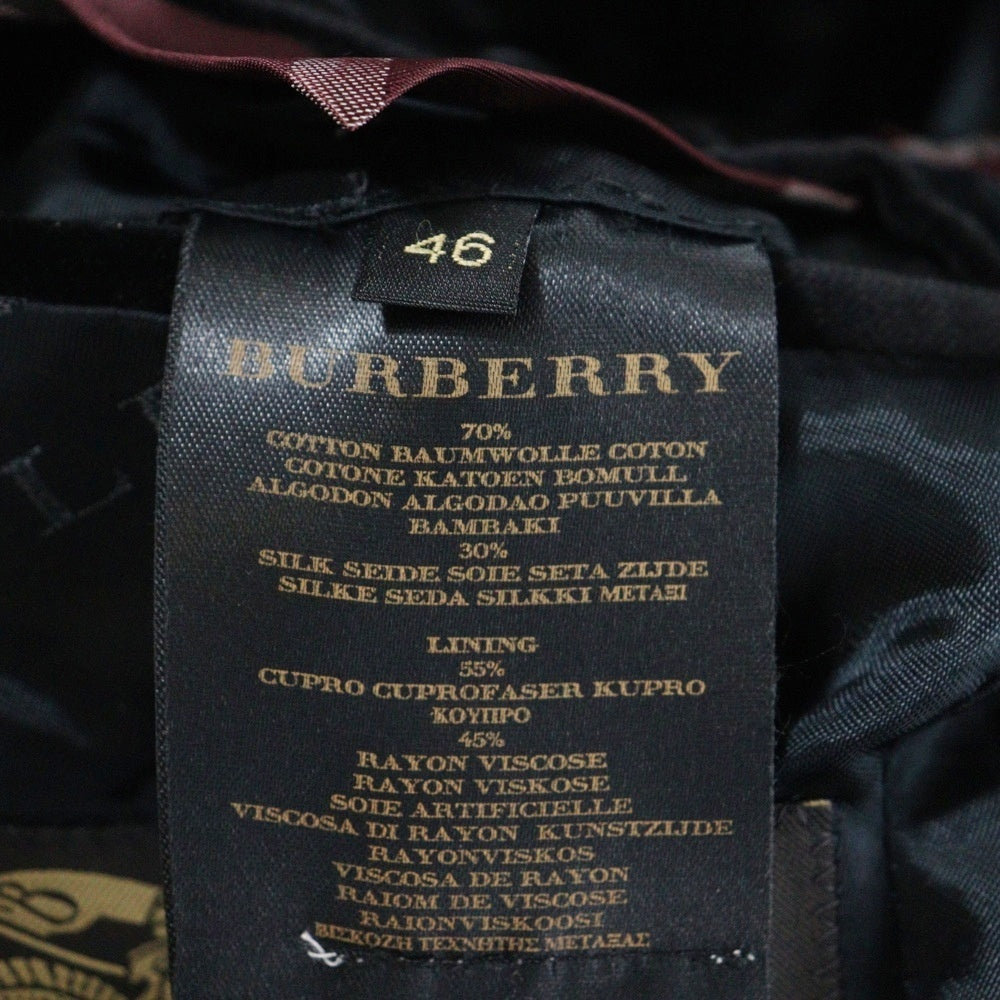 46
BURBERRY
70%
COTTON BAUMWOLLE COTON
COTONE KATOEN BOMULL
ALGODON ALGODAO PUUVILLA
BAMBAKI
30%
SILK SEIDE SOIE SETA ZIJDE
SILKE SEDA SILKKI ΜΕΤΑΞΙ
LINING
55%
CUPRO CUPROFASER KUPRO
ΚΟΥΠΡΟ
45%
RAYON VISCOSE
RAYON VISKOSE
SOIE ARTIFICIELLE
VISCOSA DI RAYON KUNSTZIJDE
RAYONVISKOS
VISCOSA DE RAYON
RAIOM DE VISCOSE
RAIONVISKOOSI
ΒΙΣΚΟΖΗ ΤΕΧΝΗΤΗΣ ΜΕΤΑΞΑΣ